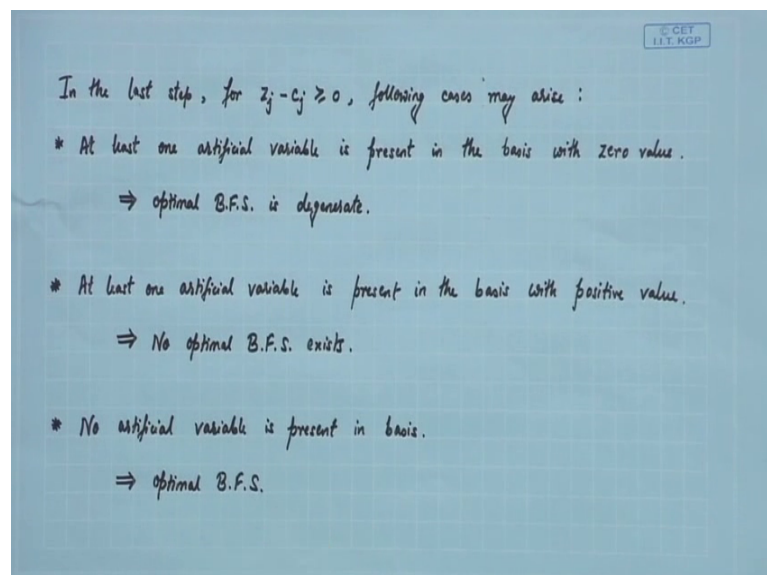 © CET
I.I.T. KGP
In the last step, for zj - cj ≥ 0, following cases may arise :
* At least one artificial variable is present in the basis with zero value.
⇒ optimal B.F.S. is degenerate.
* At least one artificial variable is present in the basis with positive value.
⇒ No optimal B.F.S. exists.
* No artificial variable is present in basis.
⇒ optimal B.F.S.